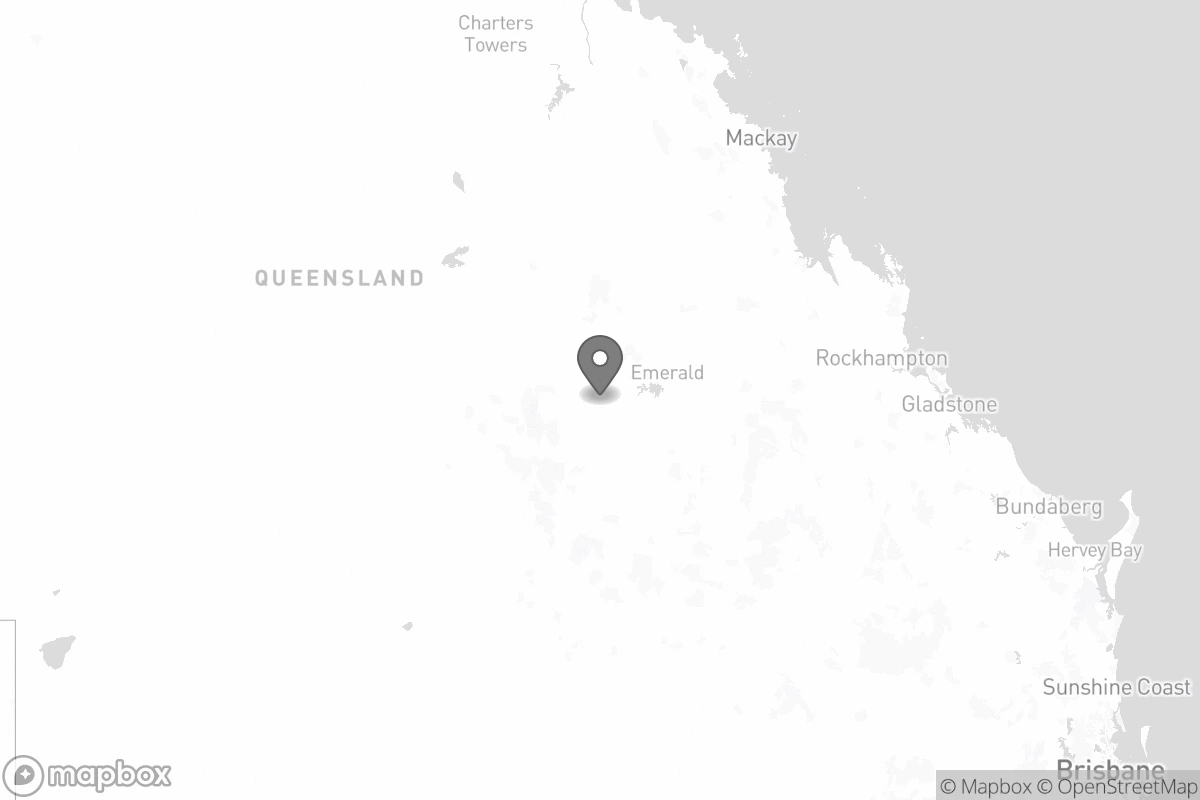 Charters
Towers
Mackay
QUEENSLAND
Rockhampton
Emerald
Gladstone
Bundaberg
Hervey Bay
Sunshine Coast
Brisbane
mapbox
© Mapbox © OpenStreetMap